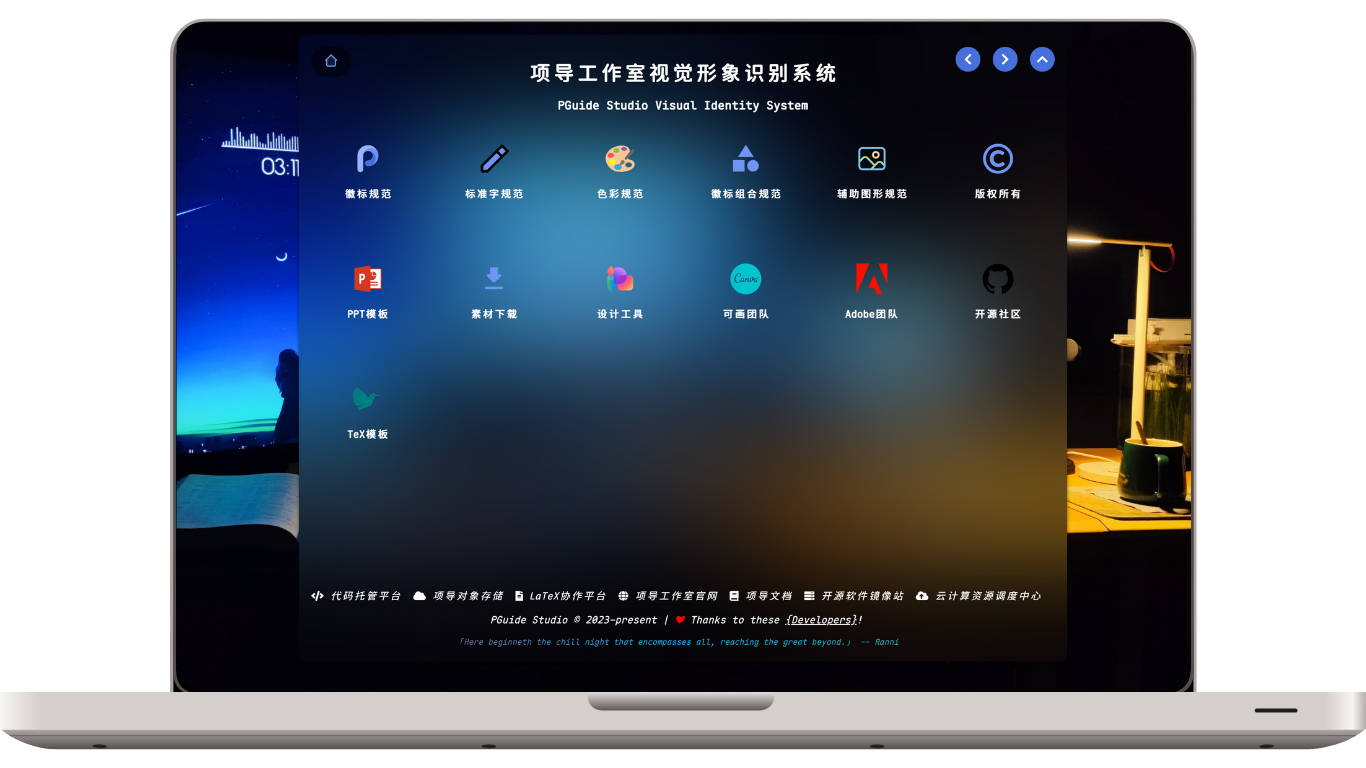 项导工作室视觉形象识别系统
PGuide Studio Visual Identity System
03:11
徽标规范 标准字规范 色彩规范 徽标组合规范 辅助图形规范 版权所有
P Canva
PPT模板 素材下载 设计工具 可画团队 Adobe团队 开源社区
TeX模板
代码托管平台 项导对象存储 LaTeX协作平台 项导工作室官网 项导文档 开源软件镜像站 云计算资源调度中心
PGuide Studio © 2023-present | ❤ Thanks to these {Developers}!
「Here beginneth the chill night that encompasses all, reaching the great beyond.」 -- Ranni